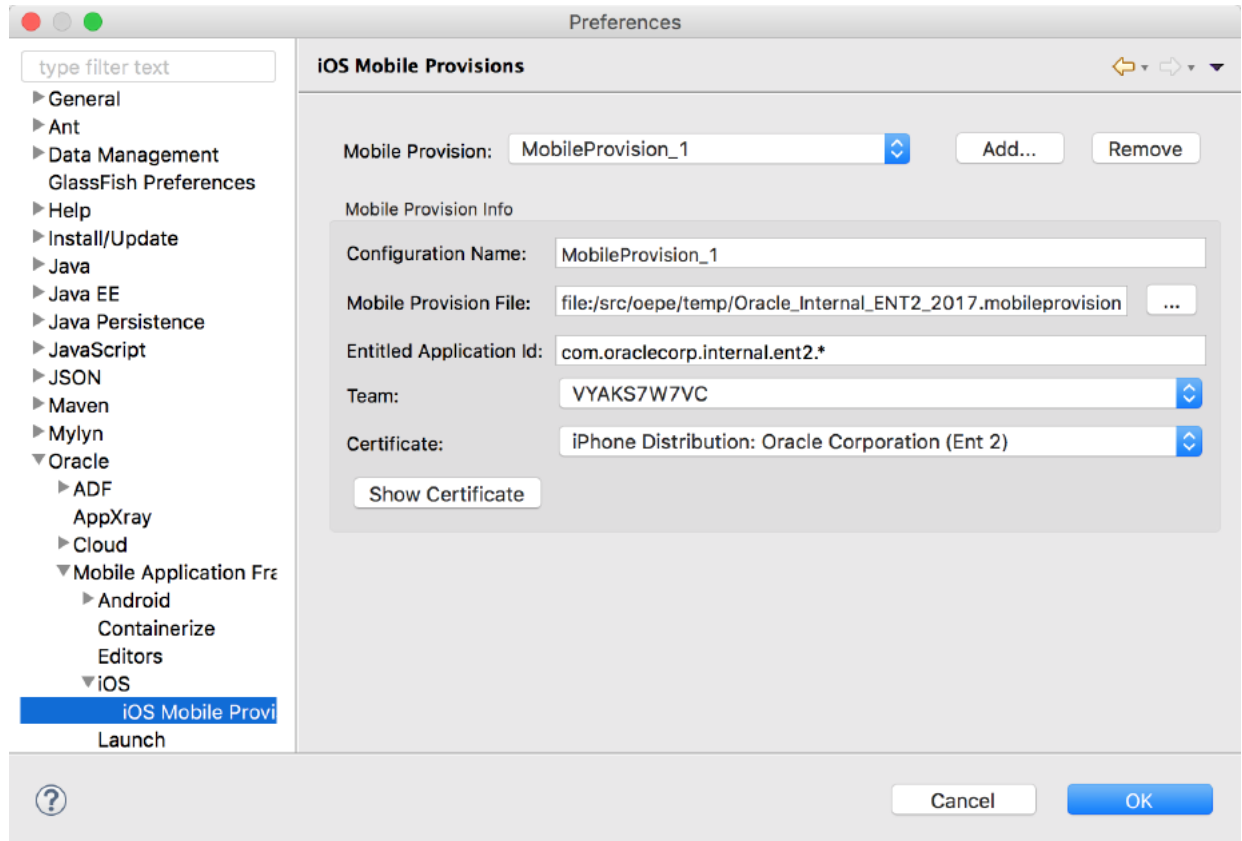 Preferences
type filter text
General
Ant
Data Management
GlassFish Preferences
Help
Install/Update
Java
Java EE
Java Persistence
JavaScript
JSON
Maven
Mylyn
Oracle
ADF
AppXray
Cloud
Mobile Application Fra
Android
Containerize
Editors
iOS
iOS Mobile Provi
Launch
iOS Mobile Provisions
Mobile Provision: MobileProvision_1 Add... Remove
Mobile Provision Info
Configuration Name: MobileProvision_1
Mobile Provision File: file:/src/oepe/temp/Oracle_Internal_ENT2_2017.mobileprovision ...
Entitled Application Id: com.oraclecorp.internal.ent2.*
Team: VYAKS7W7VC
Certificate: iPhone Distribution: Oracle Corporation (Ent 2)
Show Certificate
? Cancel OK